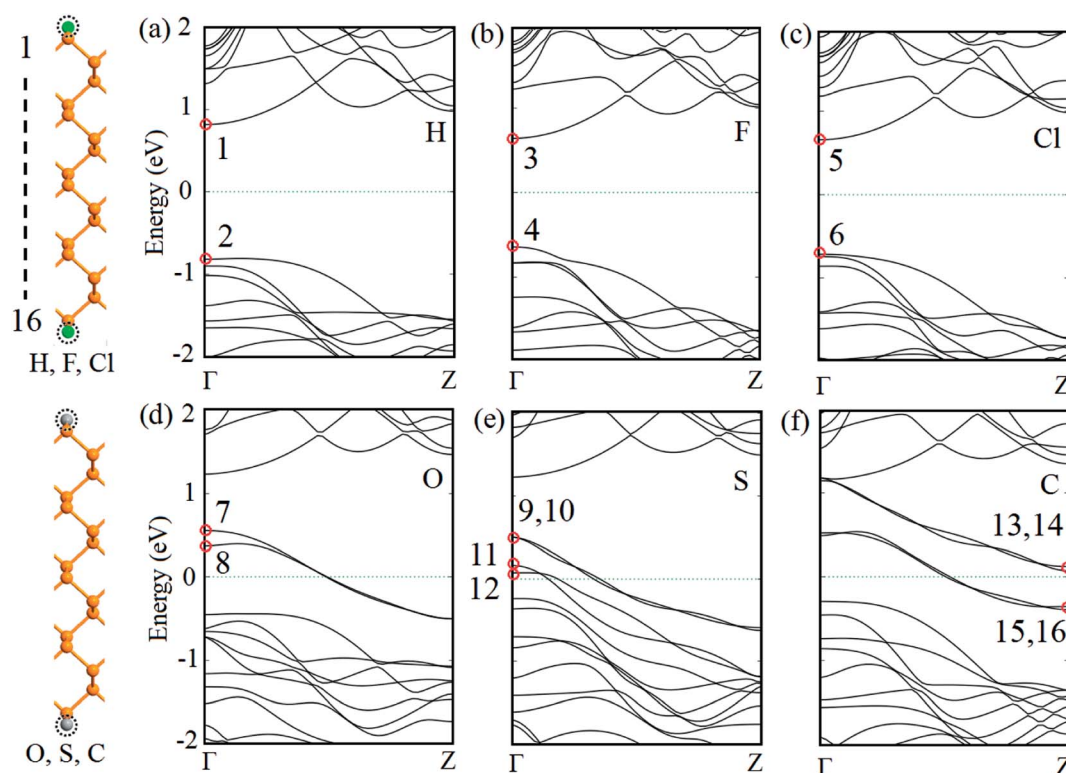 1
16
H, F, Cl
O, S, C
(a)
Energy (eV)
2
1
0
-1
-2
1
2
H
Γ
Z
(b)
3
4
F
Γ
Z
(c)
5
6
Cl
Γ
Z
(d)
Energy (eV)
2
1
0
-1
-2
7
8
O
Γ
Z
(e)
9,10
11
12
S
Γ
Z
(f)
C
13,14
15,16
Γ
Z